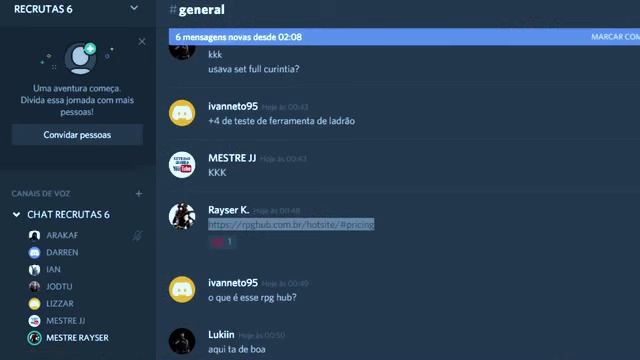 RECRUTAS 6
#general
6 mensagens novas desde 02:08
MARCAR COM
kkk
usava set full curintia?
Uma aventura começa.
Divida essa jornada com mais
pessoas!
Convidar pessoas
ivanneto95 Hoje às 00:43
+4 de teste de ferramenta de ladrão
MESTRE JJ Hoje às 00:43
KKK
CANAIS DE VOZ +
CHAT RECRUTAS 6
ARAKAF
DARREN
IAN
JODTU
LIZZAR
MESTRE JJ
MESTRE RAYSER
Rayser K. Hoje às 00:48
https://rpghub.com.br/hotsite/#pricing
1
ivanneto95 Hoje às 00:49
o que é esse rpg hub?
Lukiin Hoje às 00:50
aqui ta de boa